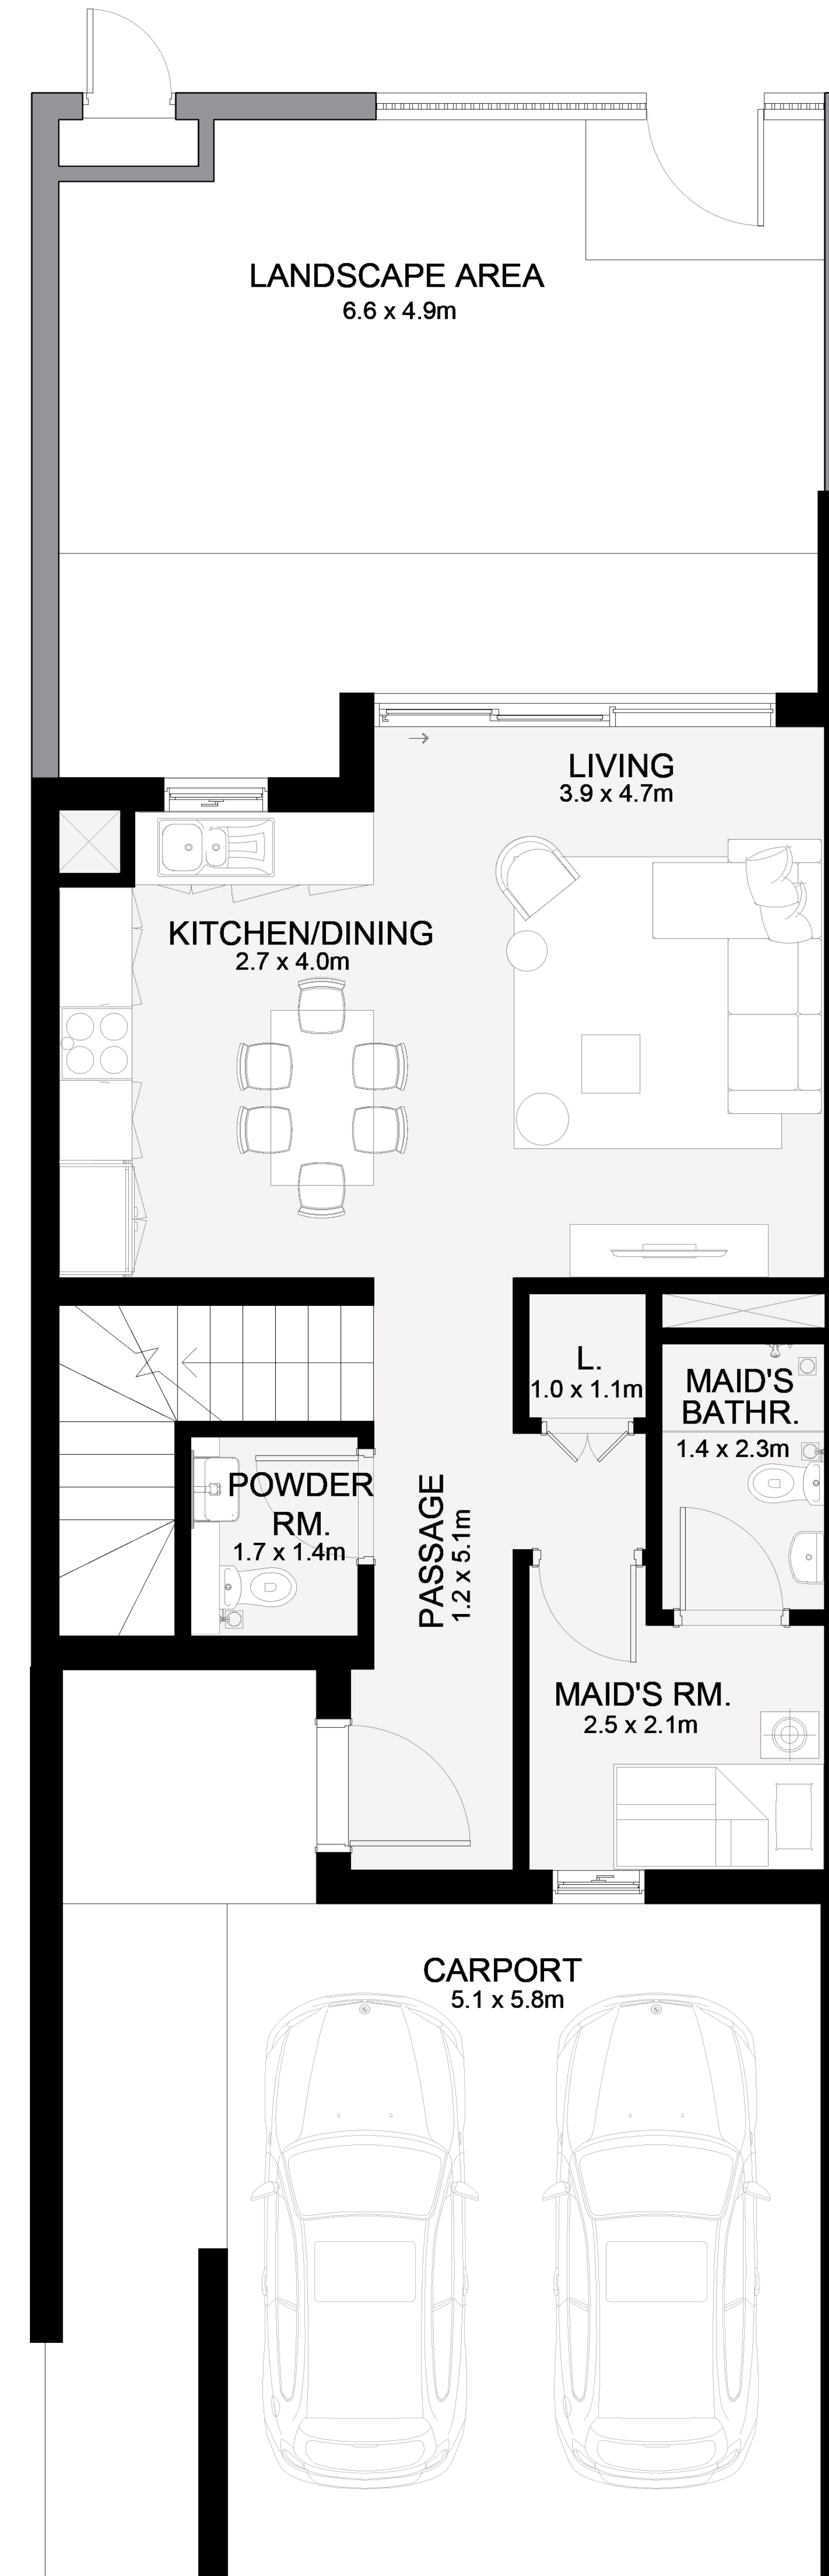 LANDSCAPE AREA
6.6 x 4.9m
LIVING
3.9 x 4.7m
KITCHEN/DINING
2.7 x 4.0m
L.
1.0 x 1.1m
MAID'S
BATHR.
1.4 x 2.3m
POWDER
RM.
1.7 x 1.4m
PASSAGE
1.2 x 5.1m
MAID'S RM.
2.5 x 2.1m
CARPORT
5.1 x 5.8m